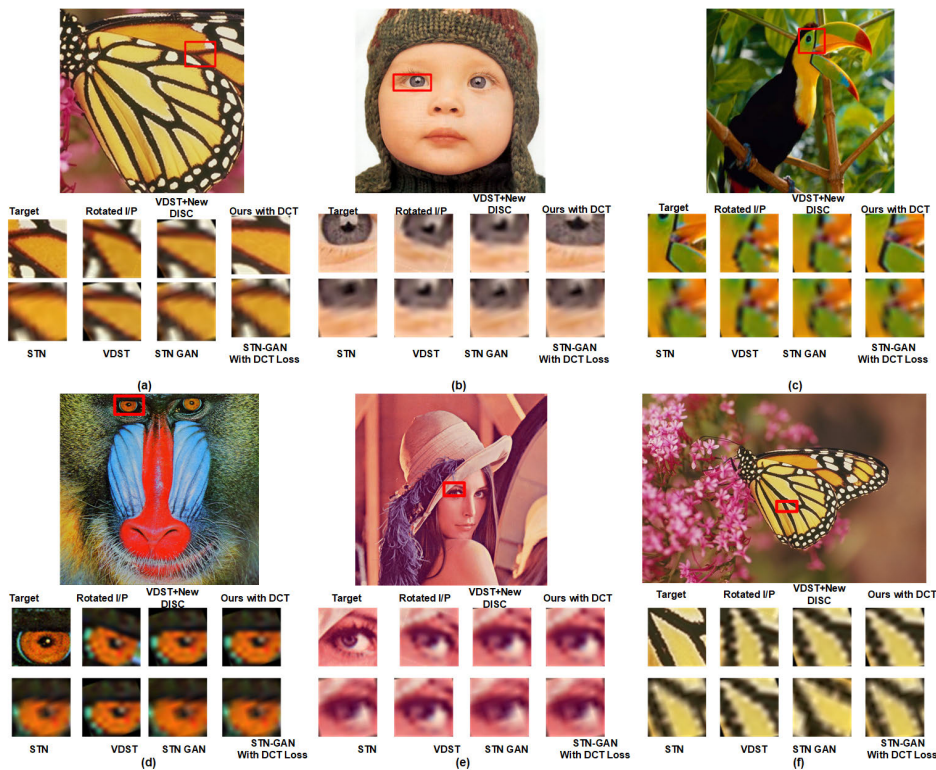 VDST+New
DISC
Target
Rotated I/P
Ours with DCT
STN
VDST
STN GAN
STN-GAN
With DCT Loss
(a)
VDST+New
DISC
Target
Rotated I/P
Ours with DCT
STN
VDST
STN GAN
STN-GAN
With DCT Loss
(b)
VDST+New
DISC
Target
Rotated I/P
Ours with DCT
STN
VDST
STN GAN
STN-GAN
With DCT Loss
(c)
VDST+New
DISC
Target
Rotated I/P
Ours with DCT
STN
VDST
STN GAN
STN-GAN
With DCT Loss
(d)
VDST+New
DISC
Target
Rotated I/P
Ours with DCT
STN
VDST
STN GAN
STN-GAN
With DCT Loss
(e)
VDST+New
DISC
Target
Rotated I/P
Ours with DCT
STN
VDST
STN GAN
STN-GAN
With DCT Loss
(f)